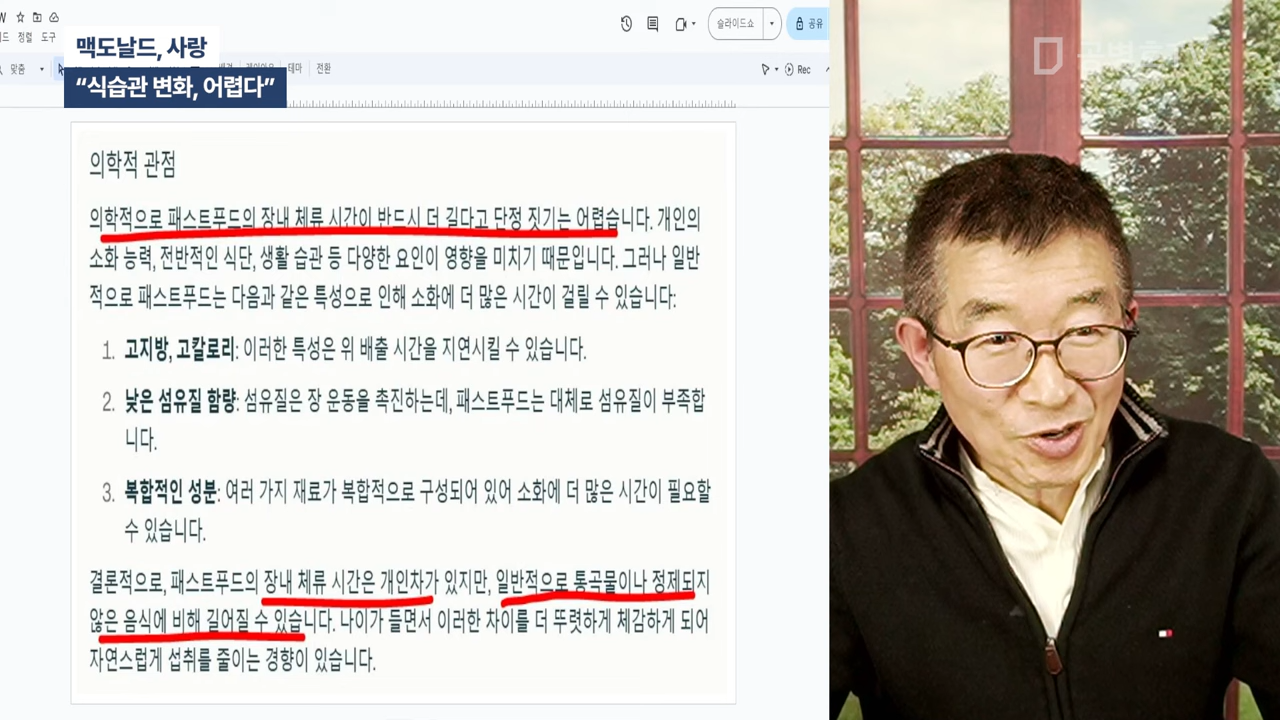 슬라이드쇼
공유
정렬 도구
맥도날드, 사랑
맞춤
테마 전환
Rec
“식습관 변화, 어렵다”
의학적 관점
의학적으로 패스트푸드의 장내 체류 시간이 반드시 더 길다고 단정 짓기는 어렵습니다. 개인의
소화 능력, 전반적인 식단, 생활 습관 등 다양한 요인이 영향을 미치기 때문입니다. 그러나 일반
적으로 패스트푸드는 다음과 같은 특성으로 인해 소화에 더 많은 시간이 걸릴 수 있습니다:
1. 고지방, 고칼로리: 이러한 특성은 위 배출 시간을 지연시킬 수 있습니다.
2. 낮은 섬유질 함량: 섬유질은 장 운동을 촉진하는데, 패스트푸드는 대체로 섬유질이 부족합
니다.
3. 복합적인 성분: 여러 가지 재료가 복합적으로 구성되어 있어 소화에 더 많은 시간이 필요할
수 있습니다.
결론적으로, 패스트푸드의 장내 체류 시간은 개인차가 있지만, 일반적으로 통곡물이나 정제되지
않은 음식에 비해 길어질 수 있습니다. 나이가 들면서 이러한 차이를 더 뚜렷하게 체감하게 되어
자연스럽게 섭취를 줄이는 경향이 있습니다.